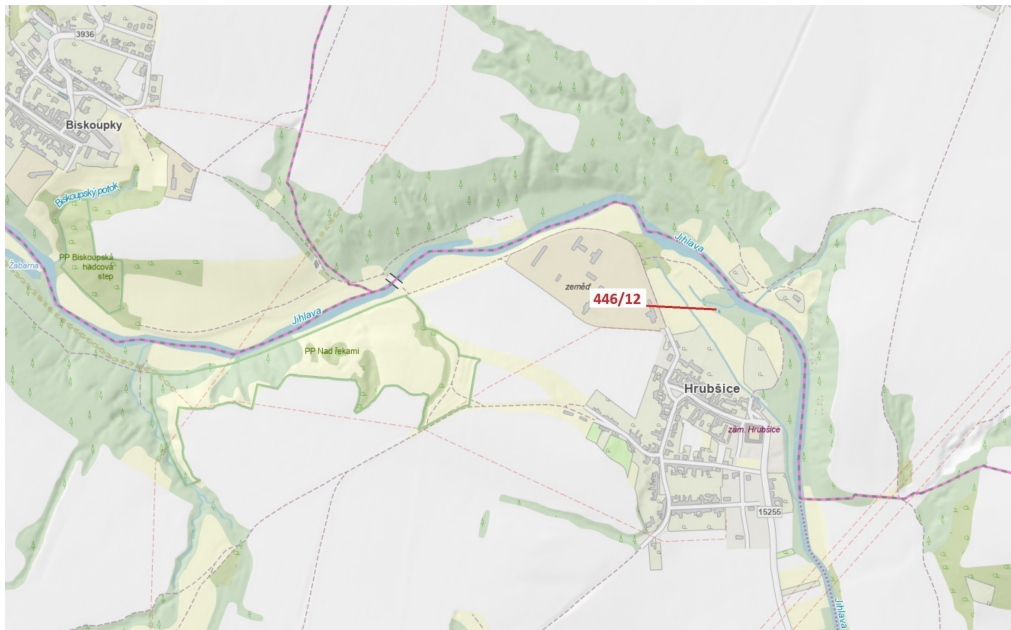 3936
Biskoupky
Biskoupský potok
Žabárna
PP Biskoupská
hadcová
step
Jihlava
PP Nad řekami
Jihlava
zeměd
446/12
Hrubšice
zám. Hrubšice
15255
Jihlava